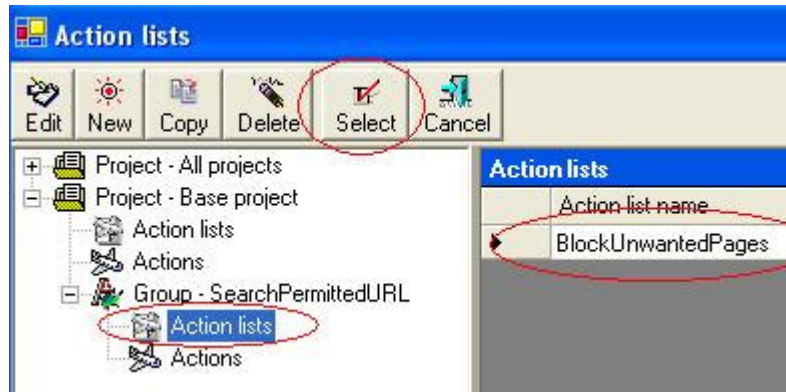 Action lists
Edit New Copy Delete Select Cancel
Project - All projects
Project - Base project
Action lists
Actions
Group - SearchPermittedURL
Action lists
Actions
Action lists
Action list name
BlockUnwantedPages